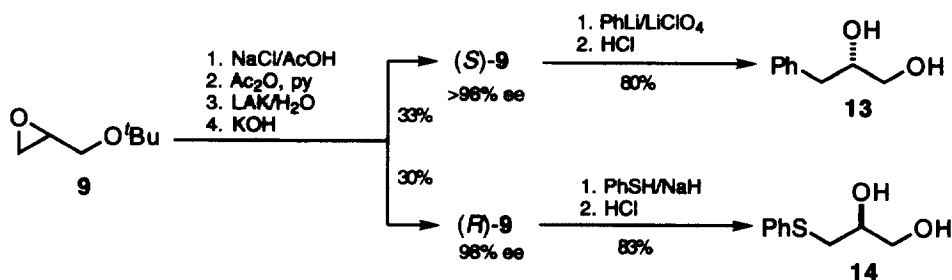 1. NaCl/AcOH
2. Ac₂O, py
3. LAK/H₂O
4. KOH
O
OᵗBu
9
33%
30%
(S)-9
>96% ee
1. PhLi/LiClO₄
2. HCl
80%
OH
Ph
OH
13
(R)-9
96% ee
1. PhSH/NaH
2. HCl
83%
OH
PhS
OH
14